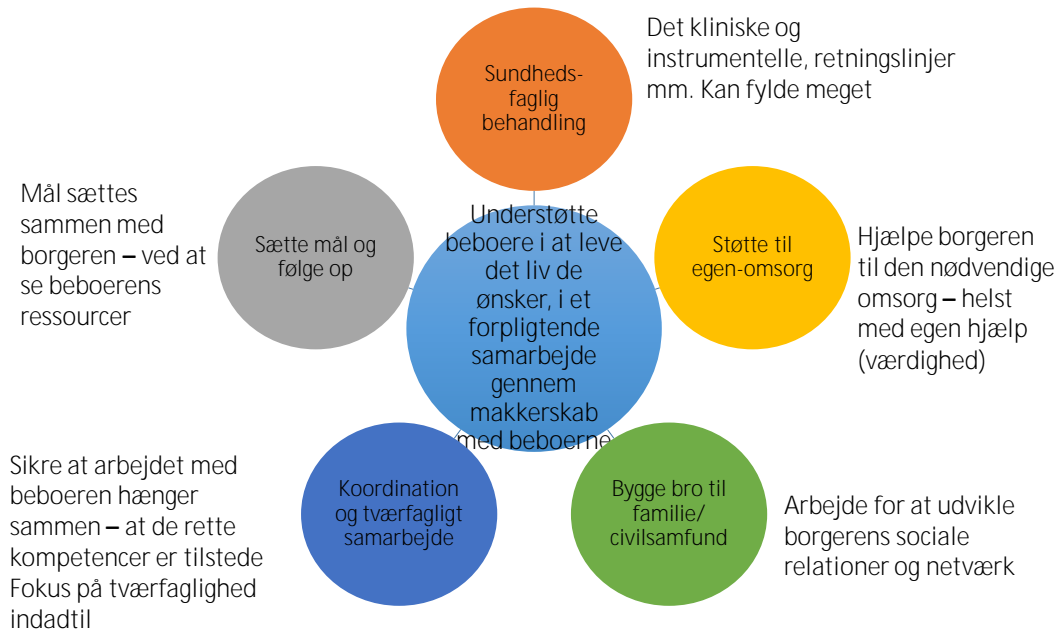 Det kliniske og
instrumentelle, retningslinjer
mm. Kan fylde meget
Sundheds-
faglig
behandling
Mål sættes
sammen med
borgeren – ved at
se beboerens
ressourcer
Sætte mål og
følge op
Understøtte
beboere i at leve
det liv de
ønsker, i et
forpligtende
samarbejde
gennem
makkerskab
med beboerne
Støtte til
egen-omsorg
Hjælpe borgeren
til den nødvendige
omsorg – helst
med egen hjælp
(værdighed)
Sikre at arbejdet med
beboeren hænger
sammen – at de rette
kompetencer er tilstede
Fokus på tværfaglighed
indadtil
Koordination
og tværfagligt
samarbejde
Bygge bro til
familie/
civilsamfund
Arbejde for at udvikle
borgerens sociale
relationer og netværk